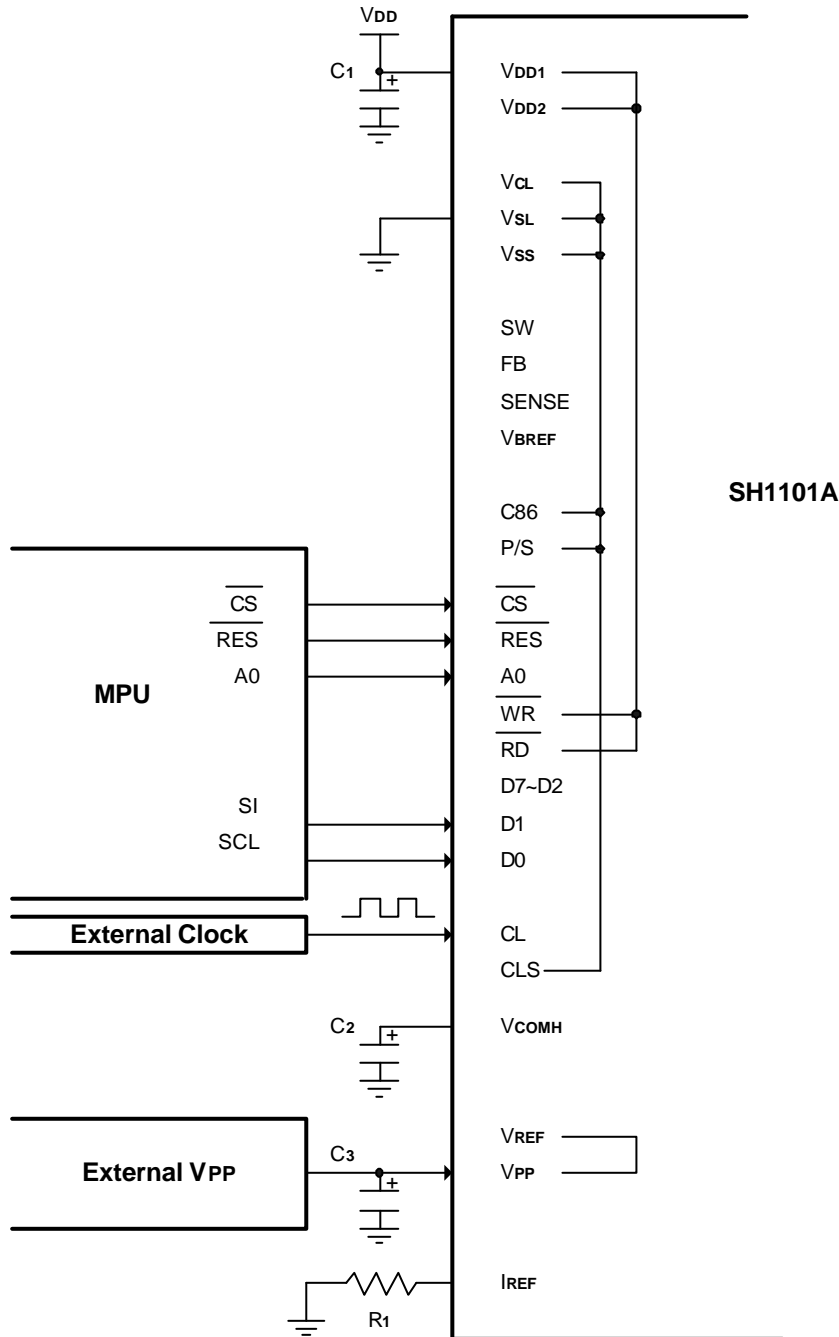 VDD
C1
+
VDD1
VDD2
VCL
VSL
VSS
SW
FB
SENSE
VBREF
SH1101A
C86
P/S
MPU
CS
RES
A0
SI
SCL
CS
RES
A0
WR
RD
D7~D2
D1
D0
External Clock
CL
CLS
C2
+
VCOMH
External VPP
C3
+
VREF
VPP
R1
IREF